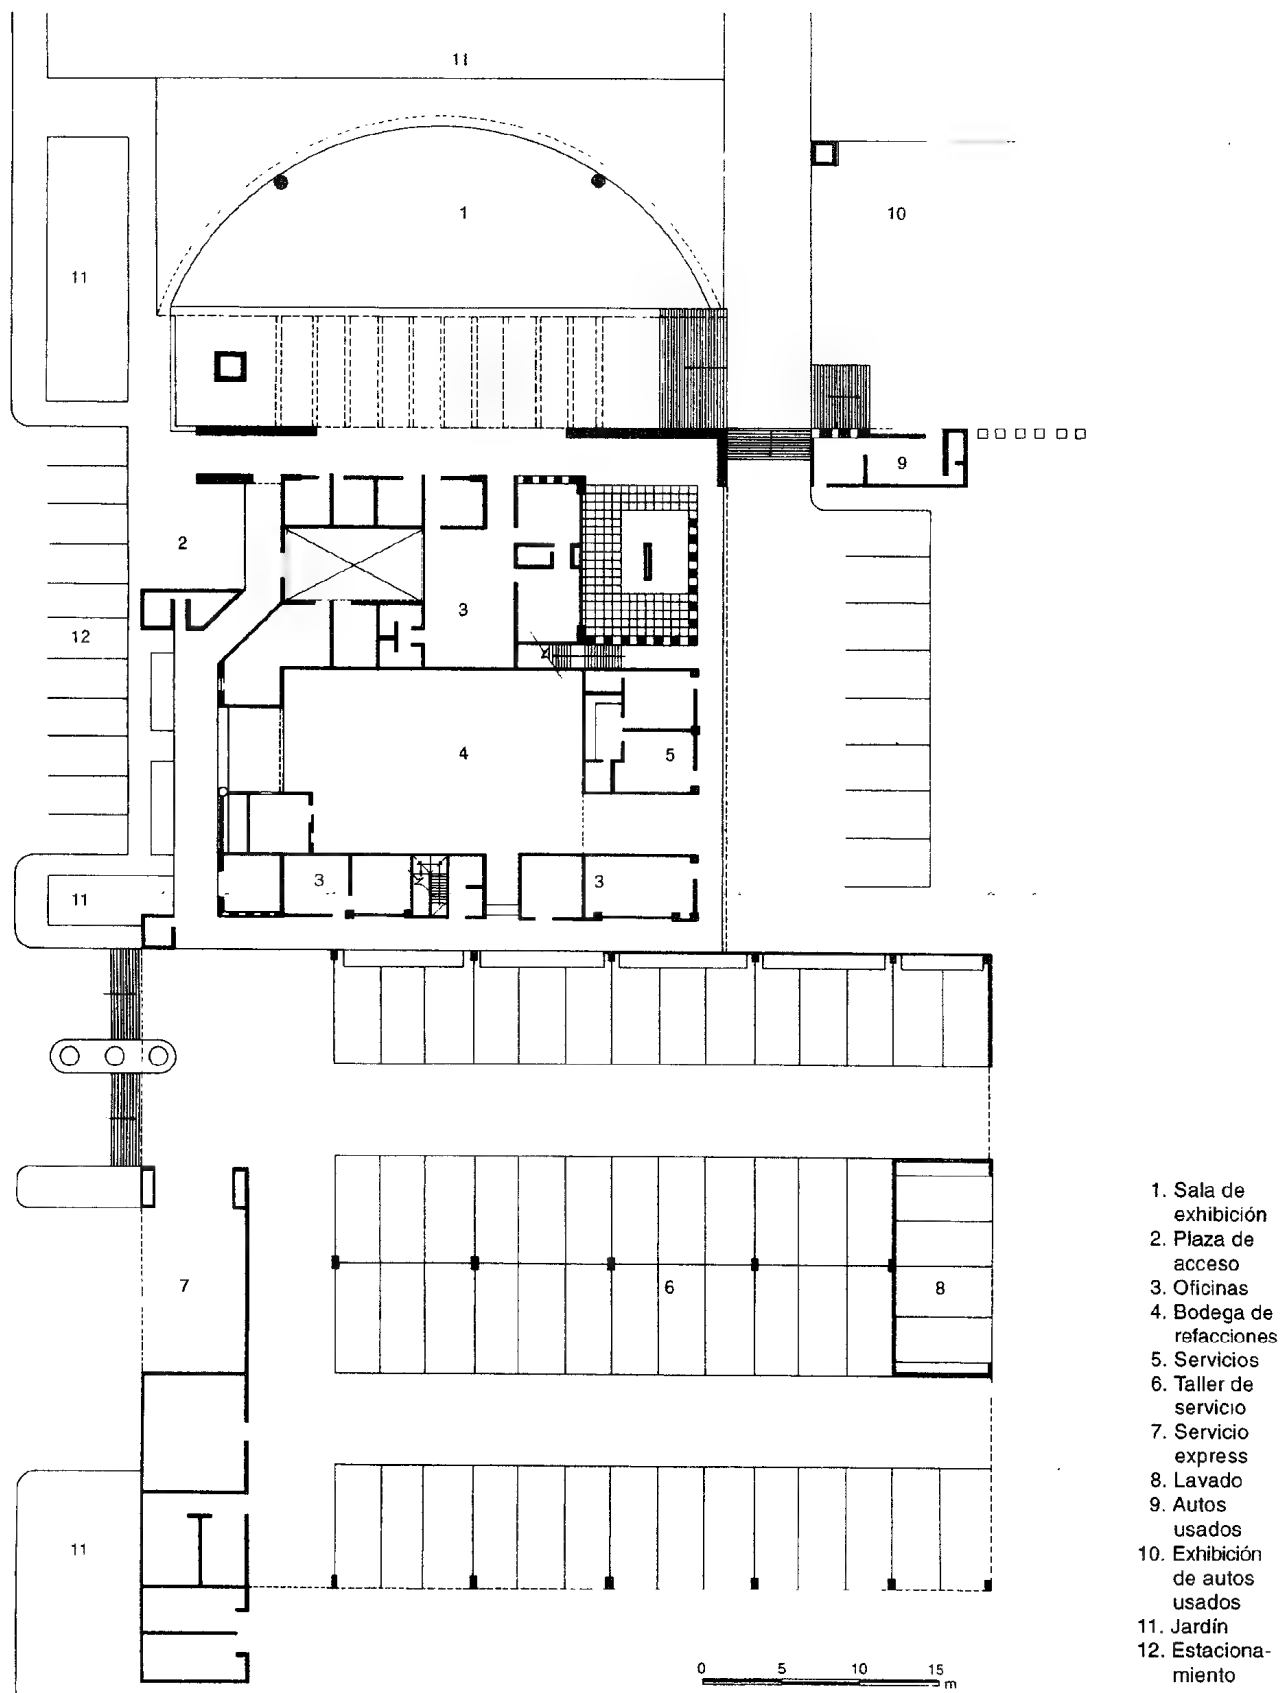 11
1
10
11
9
2
3
12
4
5
3
3
11
7
6
8
11
0 5 10 15
m
1. Sala de
exhibición
2. Plaza de
acceso
3. Oficinas
4. Bodega de
refacciones
5. Servicios
6. Taller de
servicio
7. Servicio
express
8. Lavado
9. Autos
usados
10. Exhibición
de autos
usados
11. Jardín
12. Estaciona-
miento